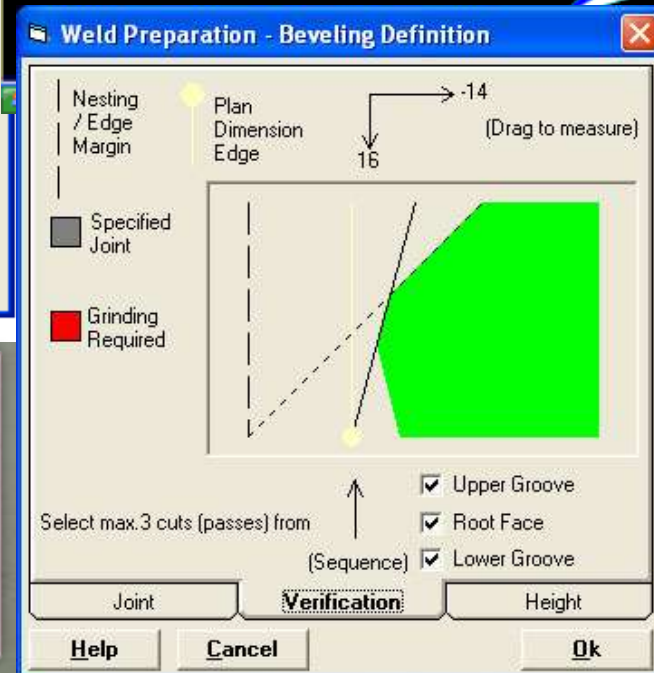 Weld Preparation - Beveling Definition
Nesting
/ Edge
Margin
Plan
Dimension
Edge
-14
16
(Drag to measure)
Specified
Joint
Grinding
Required
Upper Groove
Select max.3 cuts (passes) from
Root Face
(Sequence)
Lower Groove
Joint
Verification
Height
Help
Cancel
Ok